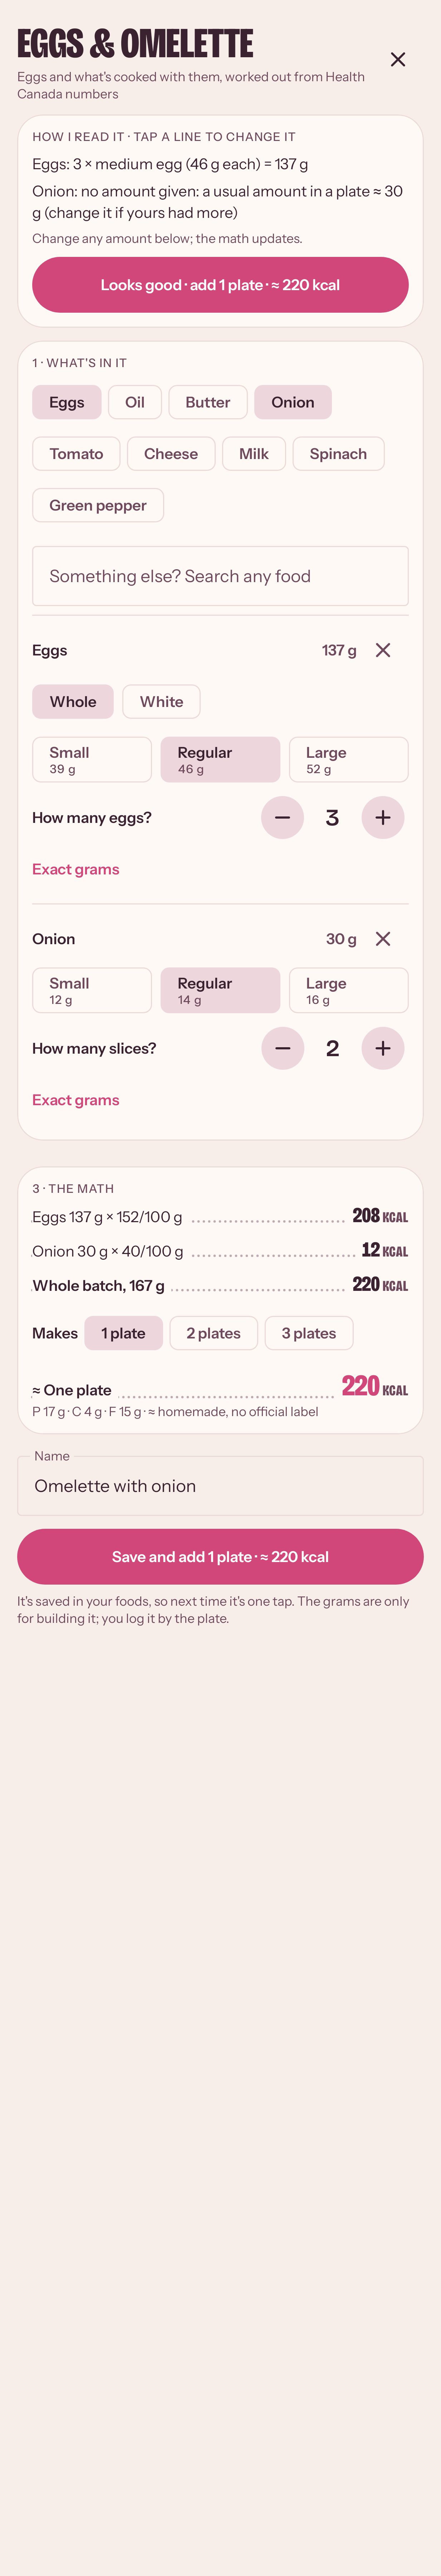 EGGS & OMELETTE
Eggs and what's cooked with them, worked out from Health
Canada numbers
HOW I READ IT · TAP A LINE TO CHANGE IT
Eggs: 3 × medium egg (46 g each) = 137 g
Onion: no amount given: a usual amount in a plate ≈ 30
g (change it if yours had more)
Change any amount below; the math updates.
Looks good · add 1 plate · ≈ 220 kcal
1 · WHAT'S IN IT
Eggs Oil Butter Onion
Tomato Cheese Milk Spinach
Green pepper
Something else? Search any food
Eggs 137 g
Whole White
Small Regular Large
39 g 46 g 52 g
How many eggs? 3
Exact grams
Onion 30 g
Small Regular Large
12 g 14 g 16 g
How many slices? 2
Exact grams
3 · THE MATH
Eggs 137 g × 152/100 g 208 KCAL
Onion 30 g × 40/100 g 12 KCAL
Whole batch, 167 g 220 KCAL
Makes 1 plate 2 plates 3 plates
≈ One plate 220 KCAL
P 17 g · C 4 g · F 15 g · ≈ homemade, no official label
Name
Omelette with onion
Save and add 1 plate · ≈ 220 kcal
It's saved in your foods, so next time it's one tap. The grams are only
for building it; you log it by the plate.